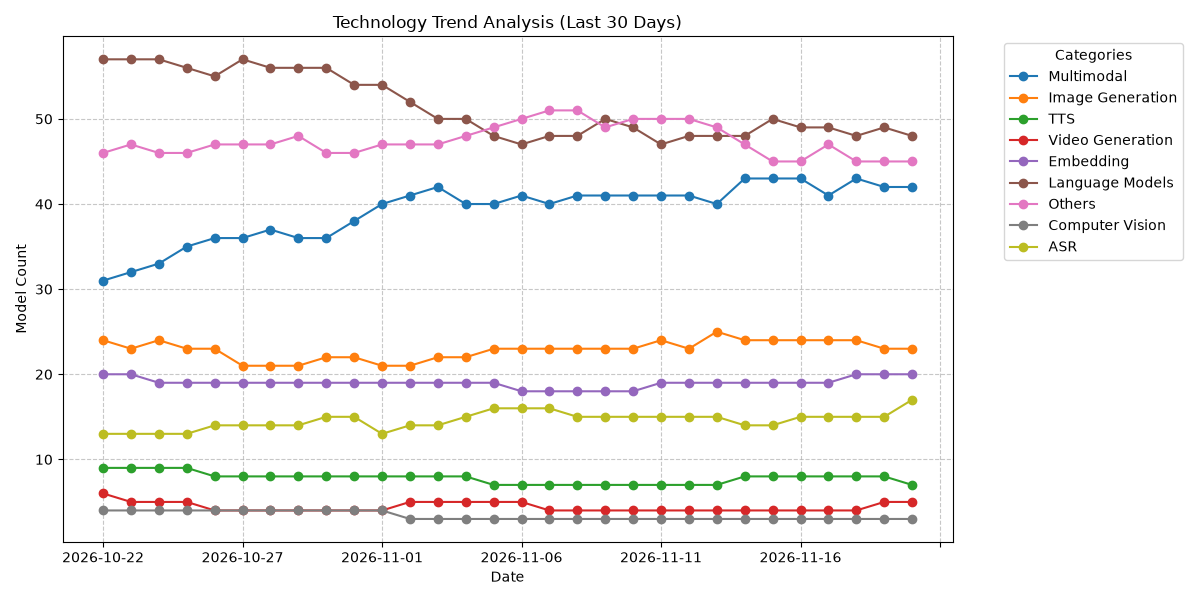 Technology Trend Analysis (Last 30 Days)
Model Count
50
40
30
20
10
2026-10-22
2026-10-27
2026-11-01
2026-11-06
2026-11-11
2026-11-16
Date
Categories
Multimodal
Image Generation
TTS
Video Generation
Embedding
Language Models
Others
Computer Vision
ASR